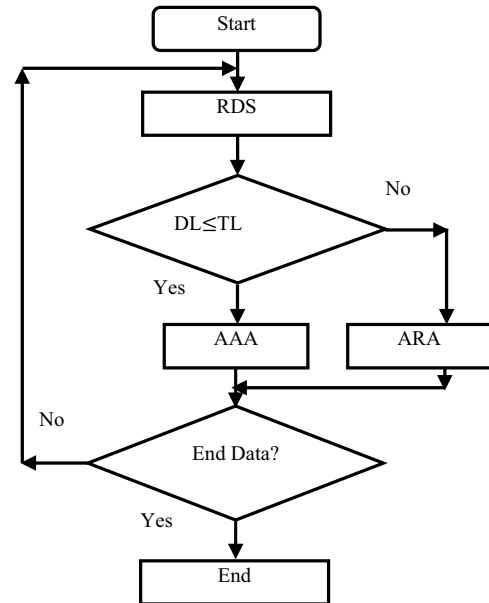 Start
RDS
No
DL≤TL
Yes
AAA
ARA
No
End Data?
Yes
End